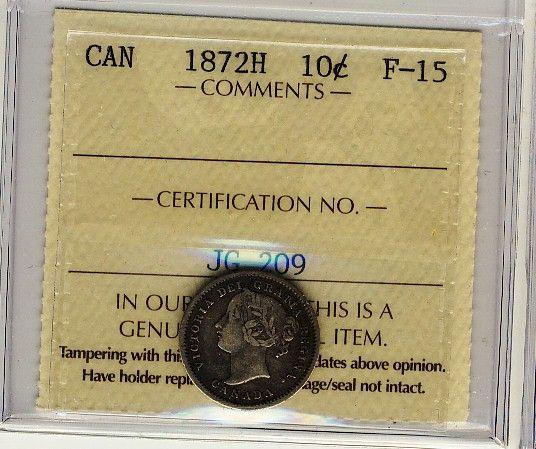 CAN 1872H 10¢ F-15
— COMMENTS —
— CERTIFICATION NO. —
JG 209
IN OUR THIS IS A
GENU ITEM.
Tampering with this dates above opinion.
Have holder repl age/seal not intact.
VICTORIA DEI GRATIA REGINA.
CANADA